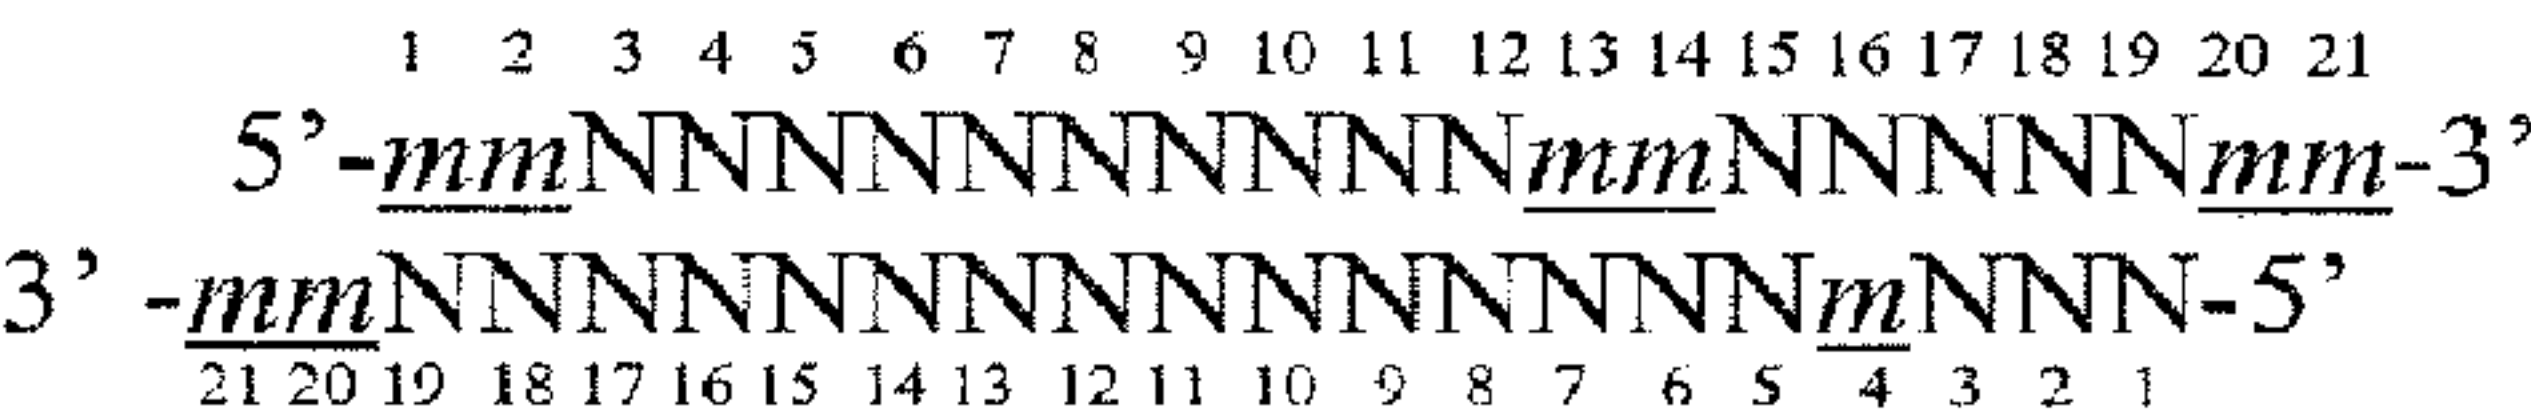 1 2 3 4 5 6 7 8 9 10 11 12 13 14 15 16 17 18 19 20 21
5’-mmNNNNNNNNNNmmNNNNNmm-3’
3’ -mmNNNNNNNNNNNNNNNmNNN-5’
21 20 19 18 17 16 15 14 13 12 11 10 9 8 7 6 5 4 3 2 1